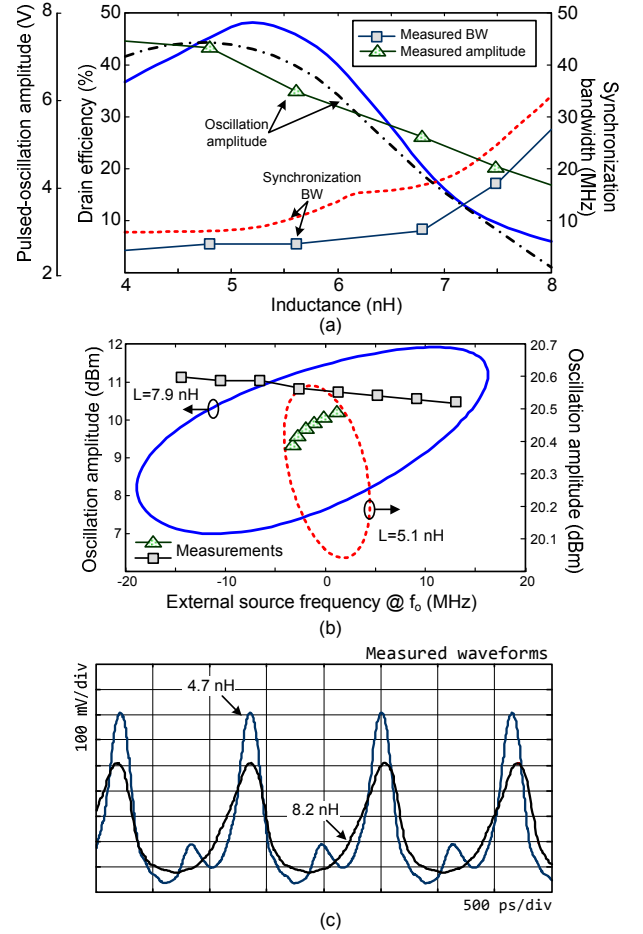 8
6
4
2
Pulsed-oscillation amplitude (V)
50
40
30
20
10
Drain efficiency (%)
Measured BW
Measured amplitude
Oscillation
amplitude
Synchronization
BW
50
40
30
20
10
Synchronization
bandwidth (MHz)
4
5
6
7
8
Inductance (nH)
(a)
12
11
10
9
8
7
Oscillation amplitude (dBm)
L=7.9 nH
L=5.1 nH
Measurements
20.7
20.6
20.5
20.4
20.3
20.2
20.1
Oscillation amplitude (dBm)
-20
-10
0
10
20
External source frequency @ fo (MHz)
(b)
Measured waveforms
100 mV/div
4.7 nH
8.2 nH
500 ps/div
(c)